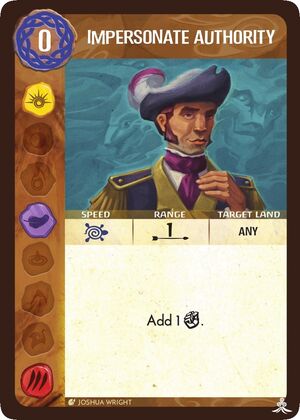 0 IMPERSONATE AUTHORITY
SPEED RANGE TARGET LAND
1 ANY
Add 1 .
JOSHUA WRIGHT